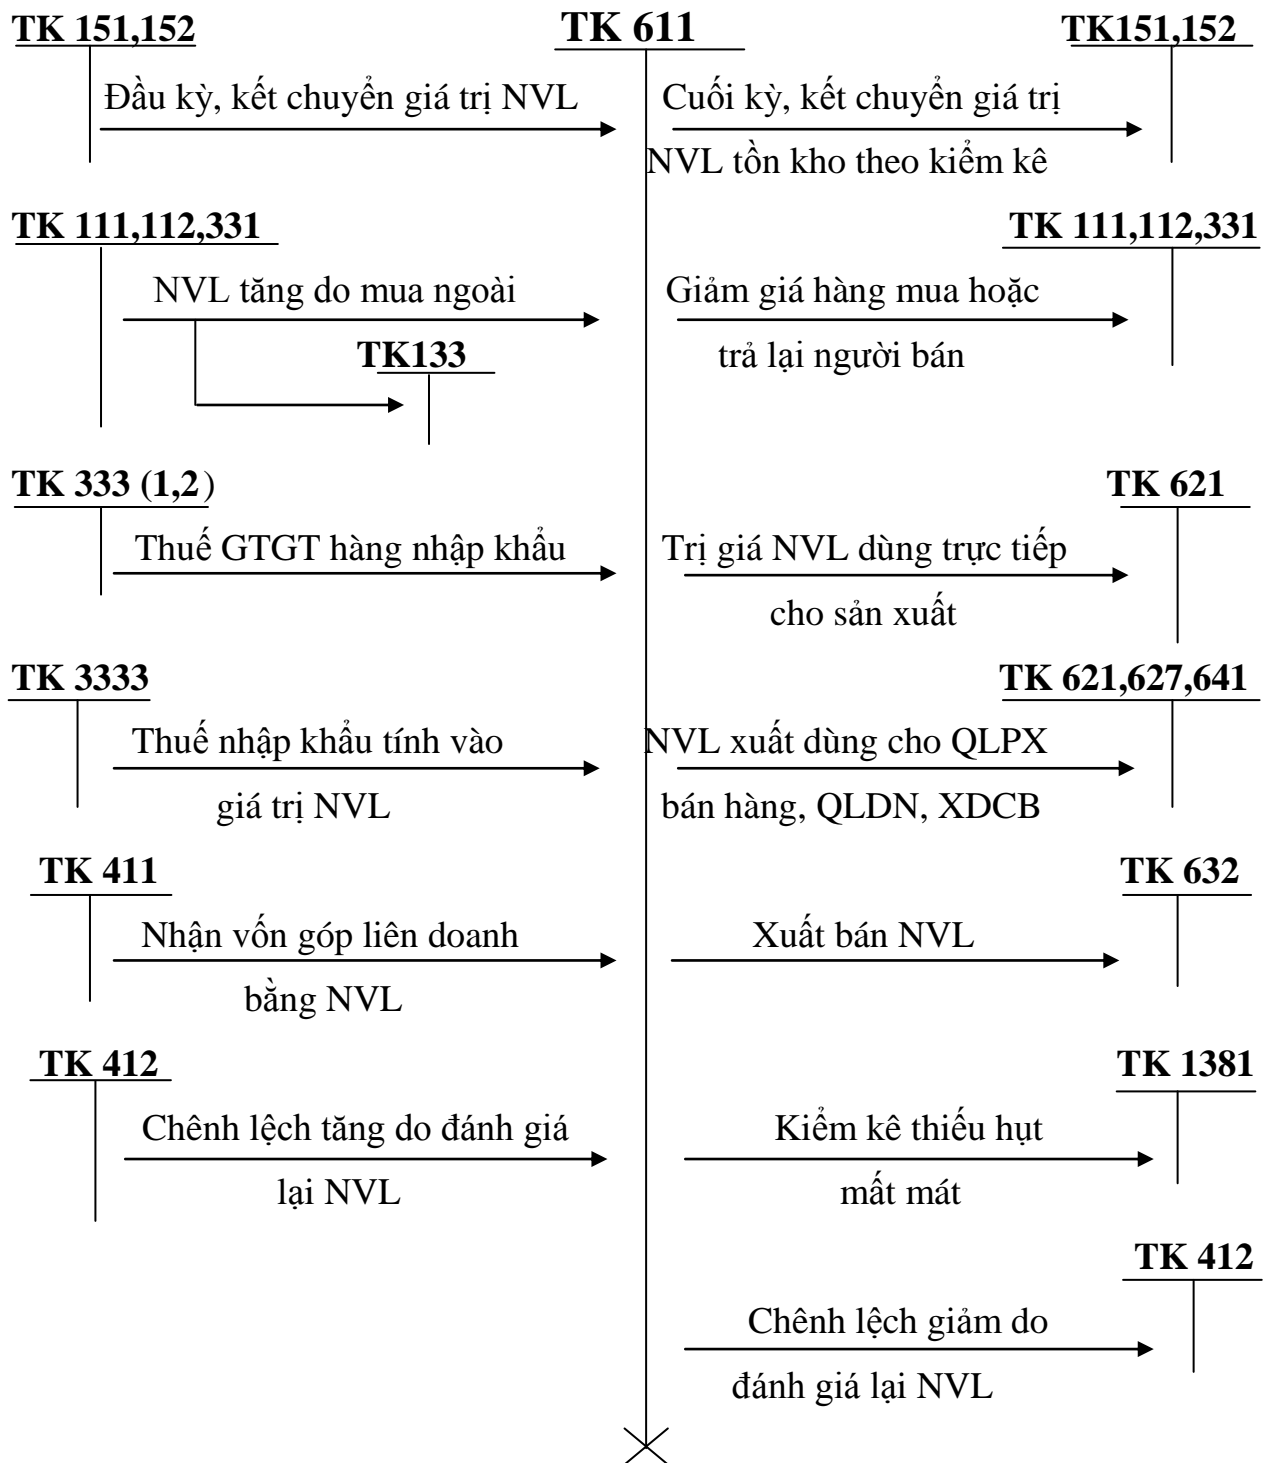 TK 151,152 TK 611 TK151,152
Đầu kỳ, kết chuyển giá trị NVL Cuối kỳ, kết chuyển giá trị
NVL tồn kho theo kiểm kê
TK 111,112,331 TK 111,112,331
NVL tăng do mua ngoài Giảm giá hàng mua hoặc
TK133 trả lại người bán
TK 333 (1,2) TK 621
Thuế GTGT hàng nhập khẩu Trị giá NVL dùng trực tiếp
cho sản xuất
TK 3333 TK 621,627,641
Thuế nhập khẩu tính vào NVL xuất dùng cho QLPX
giá trị NVL bán hàng, QLDN, XDCB
TK 411 TK 632
Nhận vốn góp liên doanh Xuất bán NVL
bằng NVL
TK 412 TK 1381
Chênh lệch tăng do đánh giá Kiểm kê thiếu hụt
lại NVL mất mát
TK 412
Chênh lệch giảm do
đánh giá lại NVL